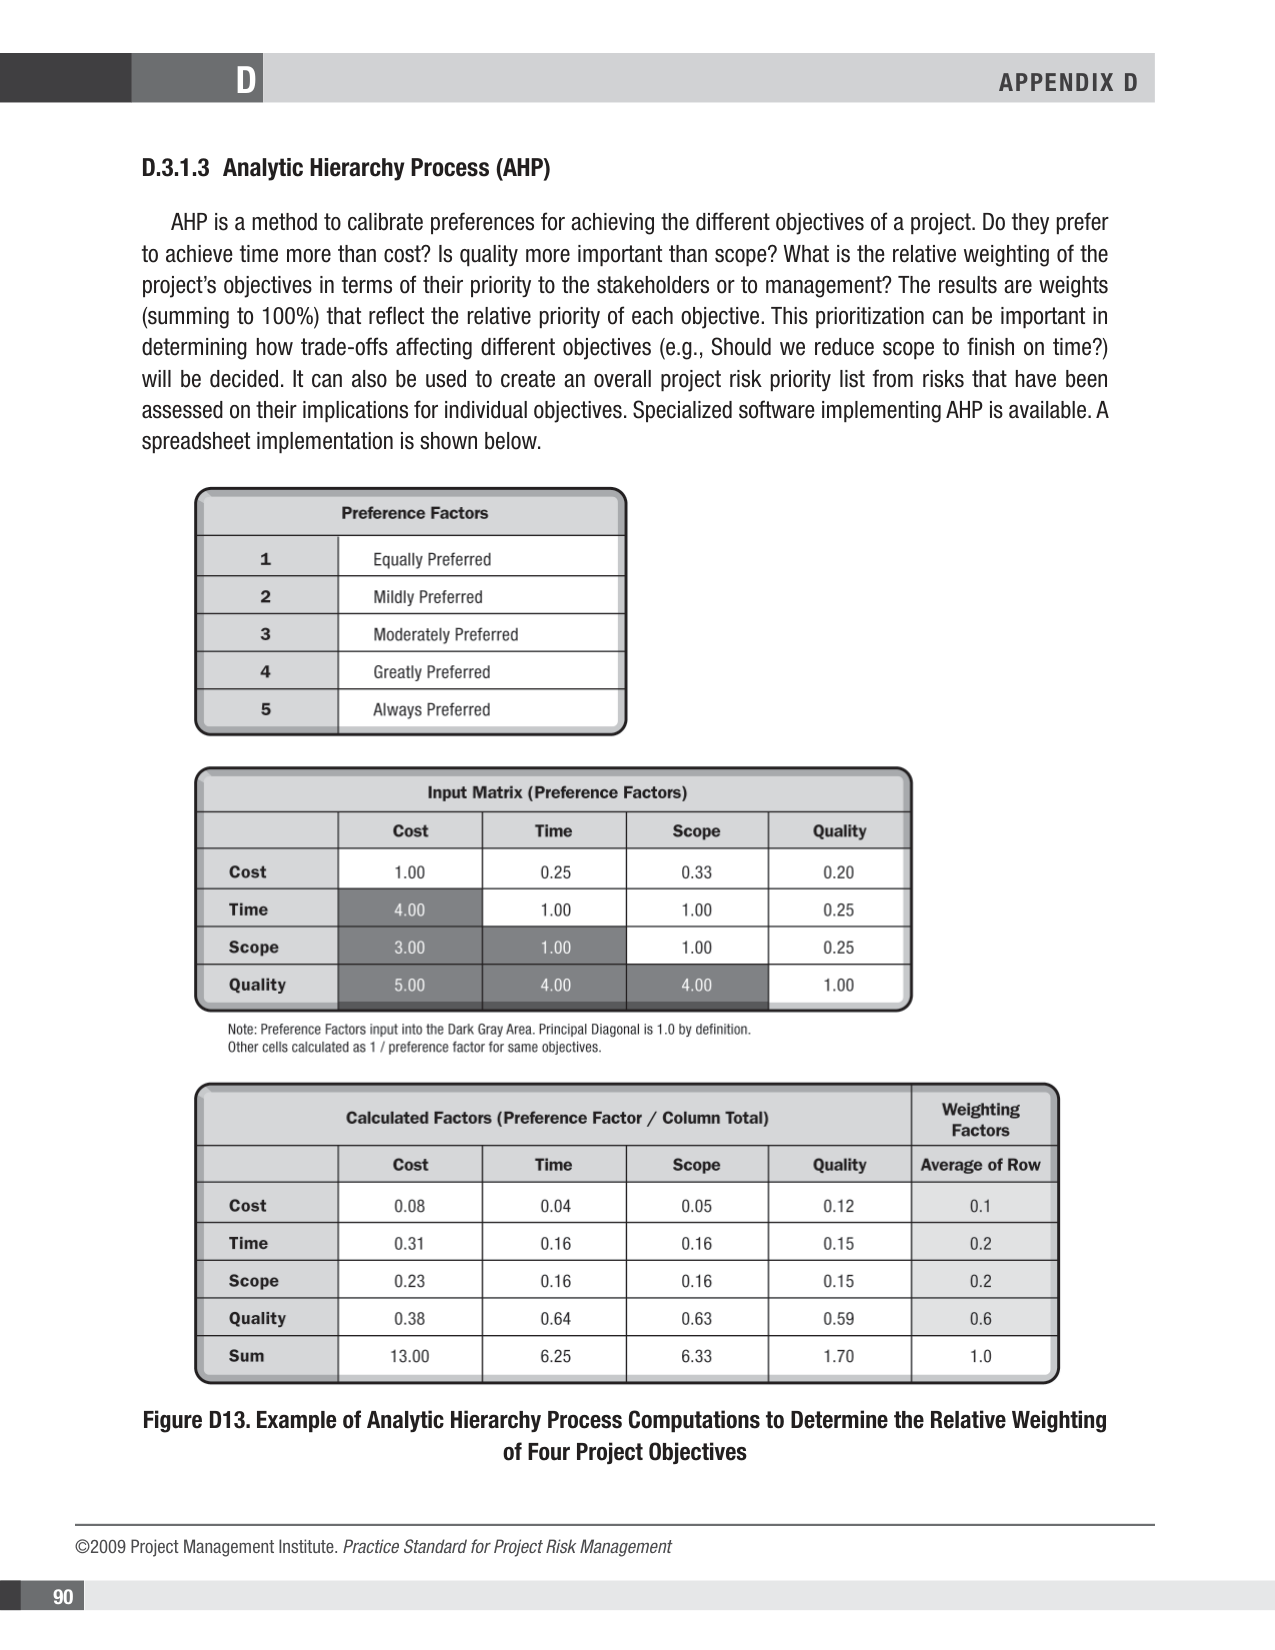 D
APPENDIX D
D.3.1.3 Analytic Hierarchy Process (AHP)
AHP is a method to calibrate preferences for achieving the different objectives of a project. Do they prefer
to achieve time more than cost? Is quality more important than scope? What is the relative weighting of the
project's objectives in terms of their priority to the stakeholders or to management? The results are weights
(summing to 100%) that reflect the relative priority of each objective. This prioritization can be important in
determining how trade-offs affecting different objectives (e.g., Should we reduce scope to finish on time?)
will be decided. It can also be used to create an overall project risk priority list from risks that have been
assessed on their implications for individual objectives. Specialized software implementing AHP is available. A
spreadsheet implementation is shown below.
Preference Factors
1 Equally Preferred
2 Mildly Preferred
3 Moderately Preferred
4 Greatly Preferred
5 Always Preferred
Input Matrix (Preference Factors)
Cost Time Scope Quality
Cost 1.00 0.25 0.33 0.20
Time 4.00 1.00 1.00 0.25
Scope 3.00 1.00 1.00 0.25
Quality 5.00 4.00 4.00 1.00
Note: Preference Factors input into the Dark Gray Area. Principal Diagonal is 1.0 by definition.
Other cells calculated as 1 / preference factor for same objectives.
Calculated Factors (Preference Factor / Column Total)
Weighting
Factors
Cost Time Scope Quality Average of Row
Cost 0.08 0.04 0.05 0.12 0.1
Time 0.31 0.16 0.16 0.15 0.2
Scope 0.23 0.16 0.16 0.15 0.2
Quality 0.38 0.64 0.63 0.59 0.6
Sum 13.00 6.25 6.33 1.70 1.0
Figure D13. Example of Analytic Hierarchy Process Computations to Determine the Relative Weighting
of Four Project Objectives
©2009 Project Management Institute. Practice Standard for Project Risk Management
90